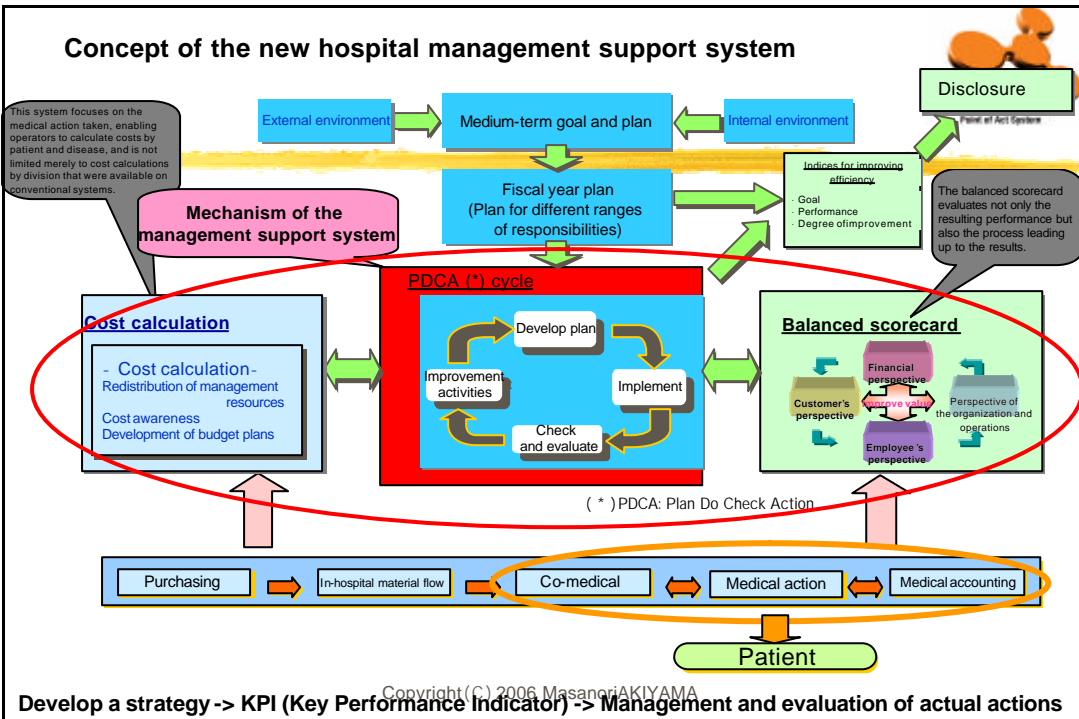 Concept of the new hospital management support system
Disclosure
Point of Act System
This system focuses on the
medical action taken, enabling
operators to calculate costs by
patient and disease, and is not
limited merely to cost calculations
by division that were available on
conventional systems.
External environment
Medium-term goal and plan
Internal environment
Indices for improving
efficiency
· Goal
· Performance
· Degree ofimprovement
Fiscal year plan
(Plan for different ranges
of responsibilities)
The balanced scorecard
evaluates not only the
resulting performance but
also the process leading
up to the results.
Mechanism of the
management support system
PDCA (*) cycle
Develop plan
Implement
Check
and evaluate
Improvement
activities
Cost calculation
- Cost calculation-
Redistribution of management
resources
Cost awareness
Development of budget plans
Balanced scorecard
Financial
perspective
Customer's
perspective
Improve value
Perspective of
the organization and
operations
Employee's
perspective
( * )PDCA: Plan Do Check Action
Purchasing
In-hospital material flow
Co-medical
Medical action
Medical accounting
Patient
Copyright(C) 2006 MasanoriAKIYAMA
Develop a strategy -> KPI (Key Performance Indicator) -> Management and evaluation of actual actions